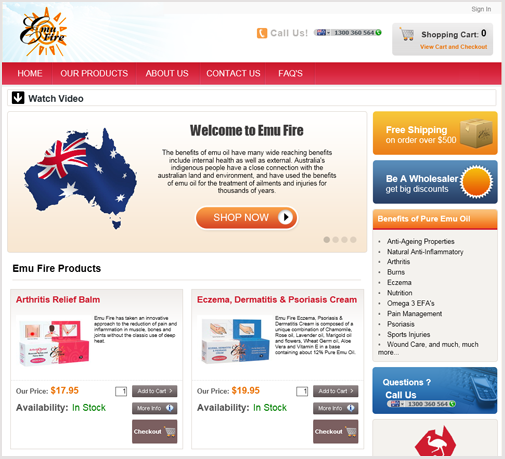 Sign In
Emu
Fire
Call Us!
1300 360 564
Shopping Cart: 0
View Cart and Checkout
HOME
OUR PRODUCTS
ABOUT US
CONTACT US
FAQ'S
Watch Video
Welcome to Emu Fire
The benefits of emu oil have many wide reaching benefits
include internal health as well as external. Australia's
indigenous people have a close connection with the
australian land and environment, and have used the benefits
of emu oil for the treatment of ailments and injuries for
thousands of years.
SHOP NOW
Free Shipping
on order over $500
Be A Wholesaler
get big discounts
Benefits of Pure Emu Oil
Anti-Ageing Properties
Natural Anti-Inflammatory
Arthritis
Burns
Eczema
Nutrition
Omega 3 EFA's
Pain Management
Psoriasis
Sports Injuries
Wound Care, and much, much
more...
Emu Fire Products
Arthritis Relief Balm
Emu Fire has taken an innovative
approach to the reduction of pain and
inflammation in muscle, bones and
joints without the classic use of deep
heat.
Our Price: $17.95
1
Add to Cart
Availability: In Stock
More Info
Checkout
Eczema, Dermatitis & Psoriasis Cream
Emu Fire Eczema, Psoriasis &
Dermatitis Cream is composed of a
unique combination of Chamomile,
Rose oil, Lavender oil, Marigold oil
and flowers, Wheat Germ oil, Aloe
Vera and Vitamin E in a base
containing about 12% Pure Emu Oil.
Our Price: $19.95
1
Add to Cart
Availability: In Stock
More Info
Checkout
Questions ?
Call Us
1300 360 564